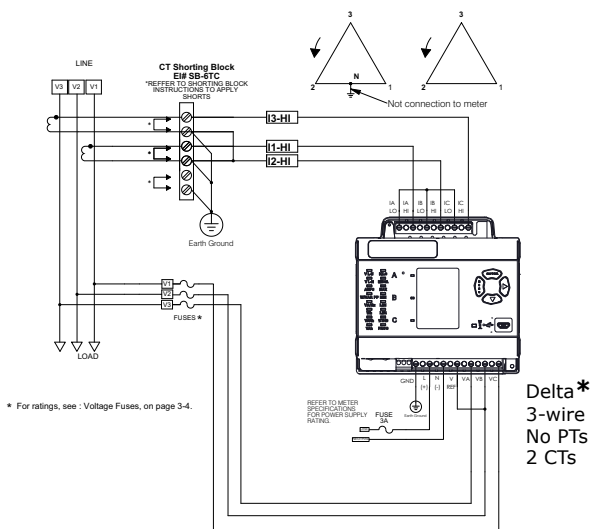 LINE
V3 V2 V1
CT Shorting Block
EI# SB-6TC
*REFFER TO SHORTING BLOCK
INSTRUCTIONS TO APPLY
SHORTS
3
N
2
1
3
2
1
Not connection to meter
*
*
*
I3-HI
I1-HI
I2-HI
Earth Ground
IA IA IB IB IC IC
LO HI LO HI LO HI
A
B
C
V1
V2
V3
FUSES *
LOAD
* For ratings, see : Voltage Fuses, on page 3-4.
GND L N V VA VB VC
(+) (-) REF
Earth Ground
REFER TO METER
SPECIFICATIONS
FOR POWER SUPPLY
RATING.
FUSE
3A
Delta*
3-wire
No PTs
2 CTs